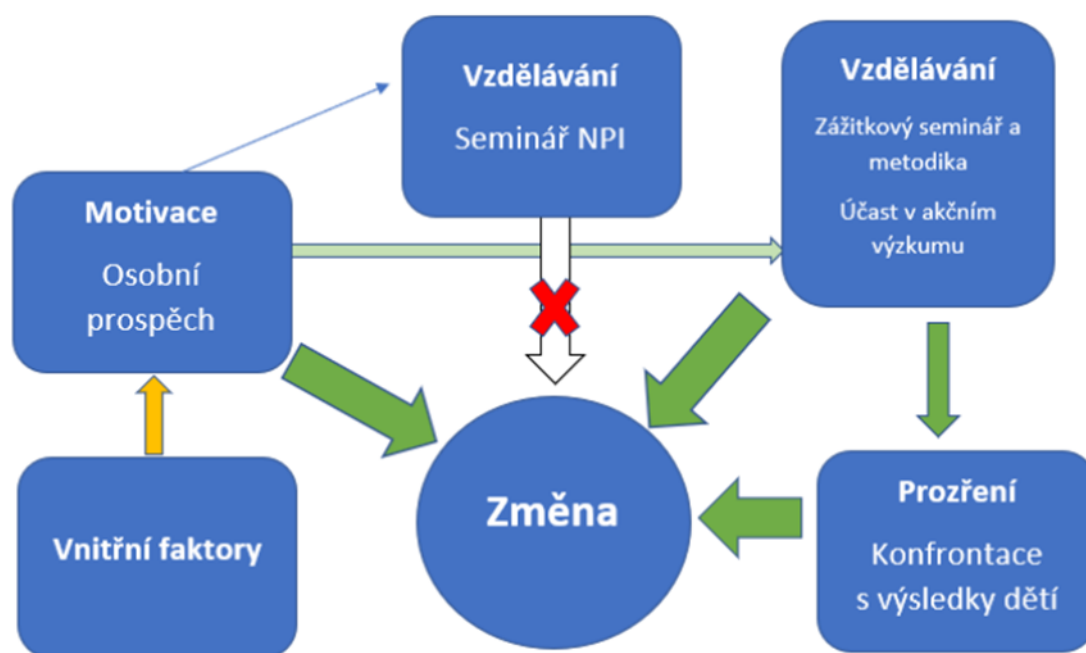 Vzdělávání
Seminář NPI
Vzdělávání
Zážitkový seminář a
metodika
Účast v akčním
výzkumu
Motivace
Osobní
prospěch
Vnitřní faktory
Změna
Prozření
Konfrontace
s výsledky dětí